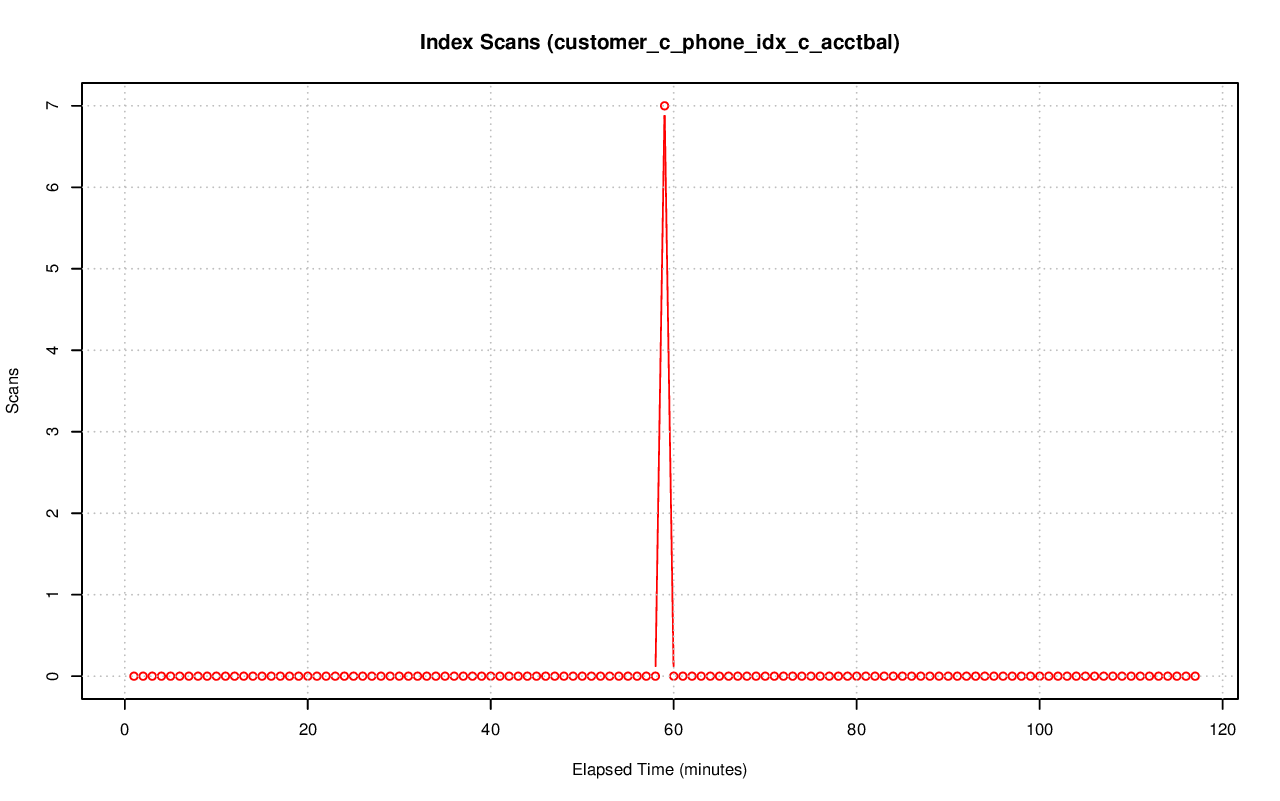 Index Scans (customer_c_phone_idx_c_acctbal)
7
6
5
4
3
2
1
0
Scans
0 20 40 60 80 100 120
Elapsed Time (minutes)